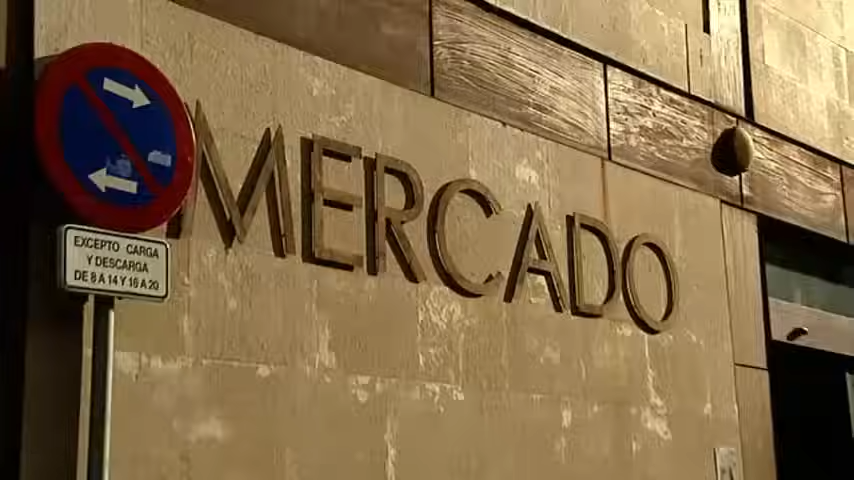 MERCADO
EXCEPTO CARGA
Y DESCARGA
DE 8 A 14 Y 16 A 20